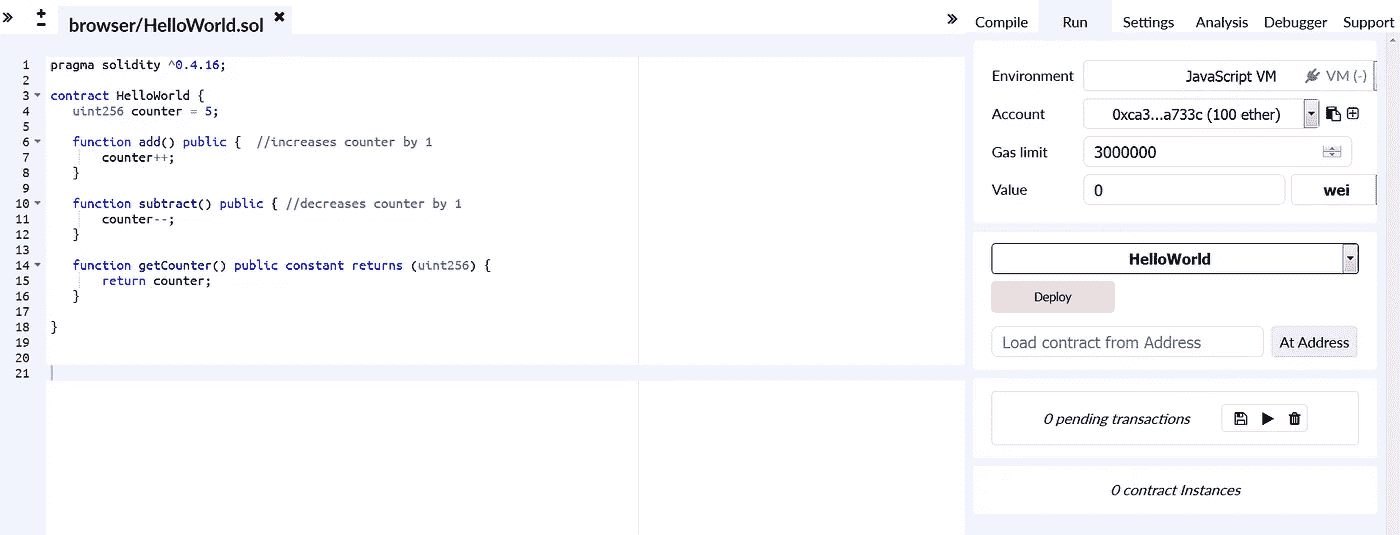 browser/HelloWorld.sol
Compile Run Settings Analysis Debugger Support
1 pragma solidity ^0.4.16;
2
3 contract HelloWorld {
4 uint256 counter = 5;
5
6 function add() public { //increases counter by 1
7 counter++;
8 }
9
10 function subtract() public { //decreases counter by 1
11 counter--;
12 }
13
14 function getCounter() public constant returns (uint256) {
15 return counter;
16 }
17
18 }
19
20
21
Environment JavaScript VM VM (-)
Account 0xca3...a733c (100 ether)
Gas limit 3000000
Value 0 wei
HelloWorld
Deploy
Load contract from Address At Address
0 pending transactions
0 contract Instances